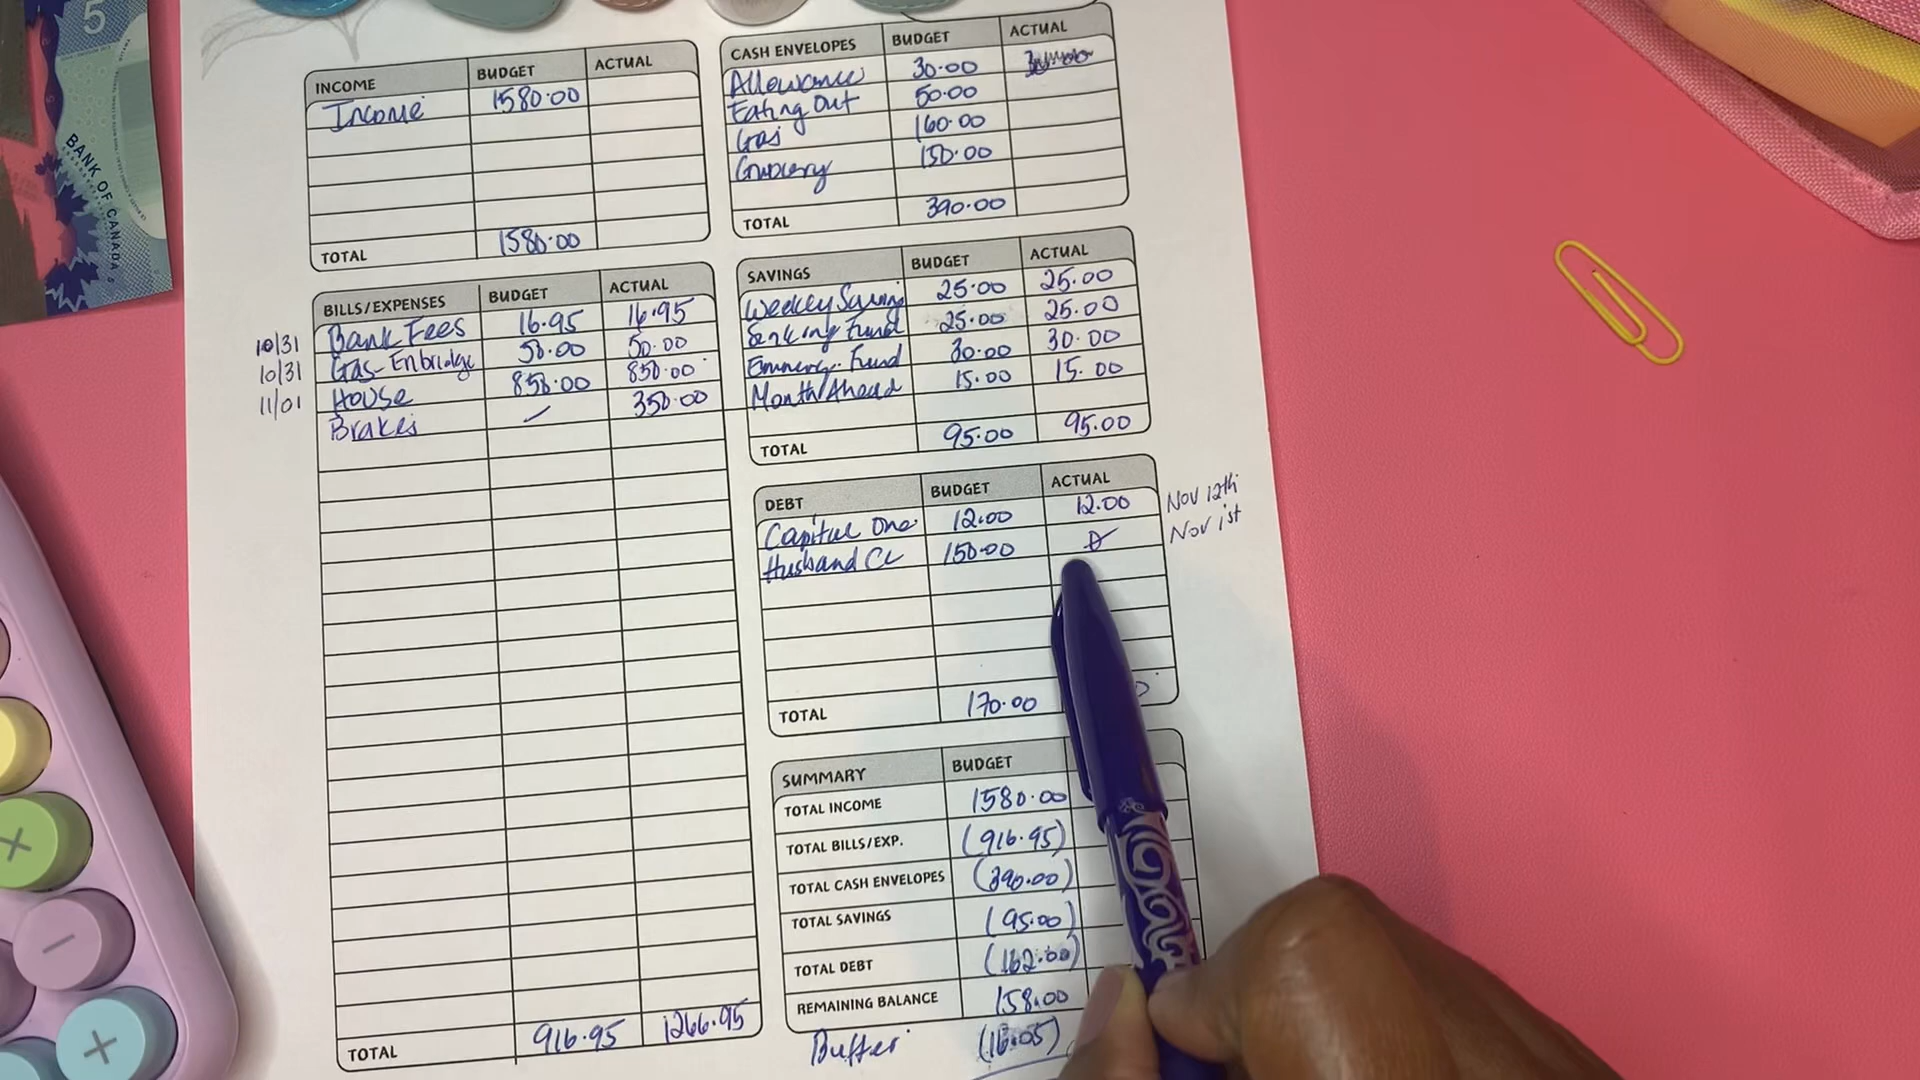 5
BANK OF CANADA
INCOME BUDGET ACTUAL
Income 1580.00
TOTAL 1580.00
BILLS/EXPENSES BUDGET ACTUAL
10/31 Bank Fees 16.95 16.95
10/31 Gas-Enbridge 50.00 50.00
11/01 House 850.00 850.00
Brakes – 350.00
TOTAL 916.95 1266.95
CASH ENVELOPES BUDGET ACTUAL
Allowance 30.00
Eating Out 50.00
Gas 160.00
Grocery 150.00
TOTAL 390.00
SAVINGS BUDGET ACTUAL
Weekly Saving 25.00 25.00
Sinking Fund 25.00 25.00
Emmerg. Fund 30.00 30.00
Month Ahead 15.00 15.00
TOTAL 95.00 95.00
DEBT BUDGET ACTUAL
Capital One 12.00 12.00 Nov 12th
Husband CC 150.00 Nov 1st
TOTAL 170.00
SUMMARY BUDGET
TOTAL INCOME 1580.00
TOTAL BILLS/EXP. (916.95)
TOTAL CASH ENVELOPES (390.00)
TOTAL SAVINGS (95.00)
TOTAL DEBT (162.00)
REMAINING BALANCE
Buffer (16.05)
+
−
×